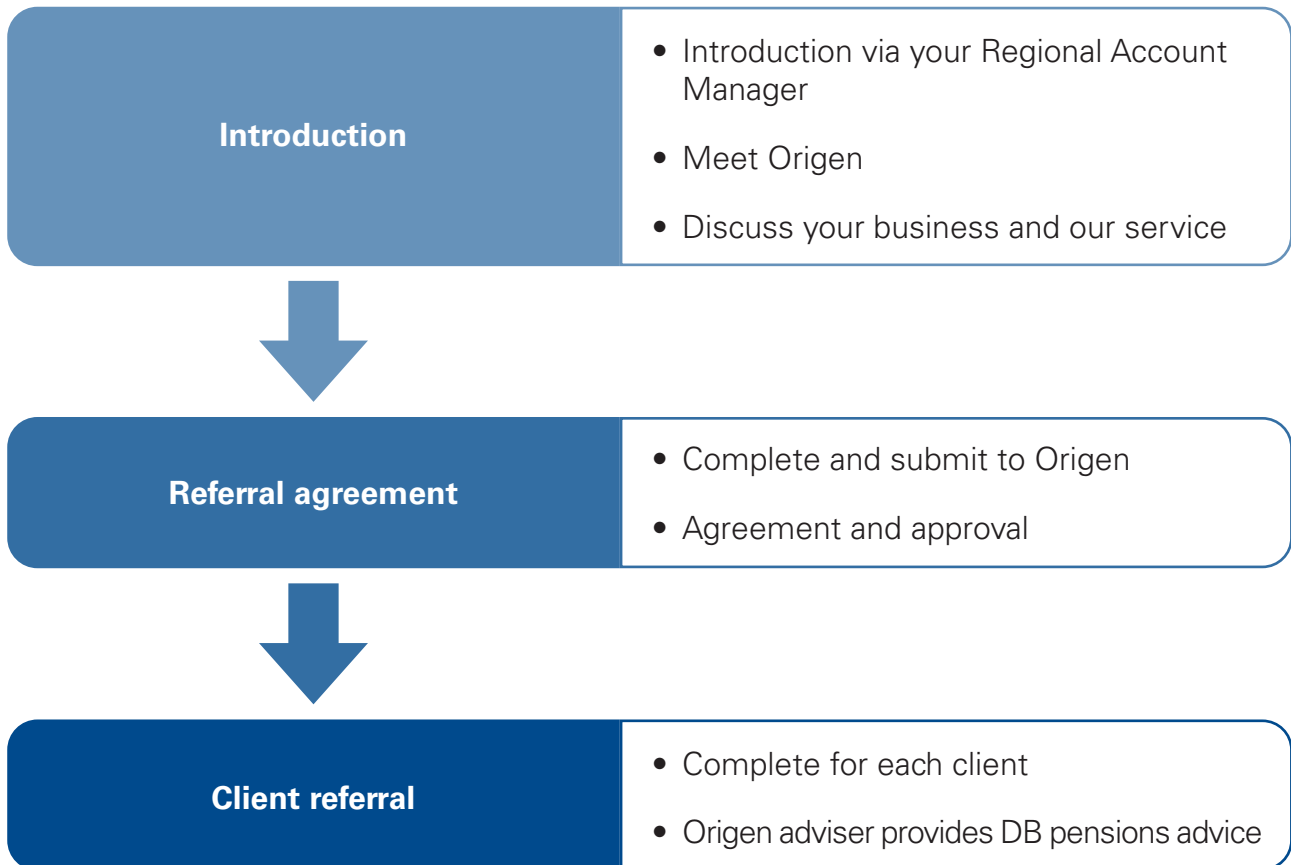 Introduction
• Introduction via your Regional Account
Manager
• Meet Origen
• Discuss your business and our service
Referral agreement
• Complete and submit to Origen
• Agreement and approval
Client referral
• Complete for each client
• Origen adviser provides DB pensions advice